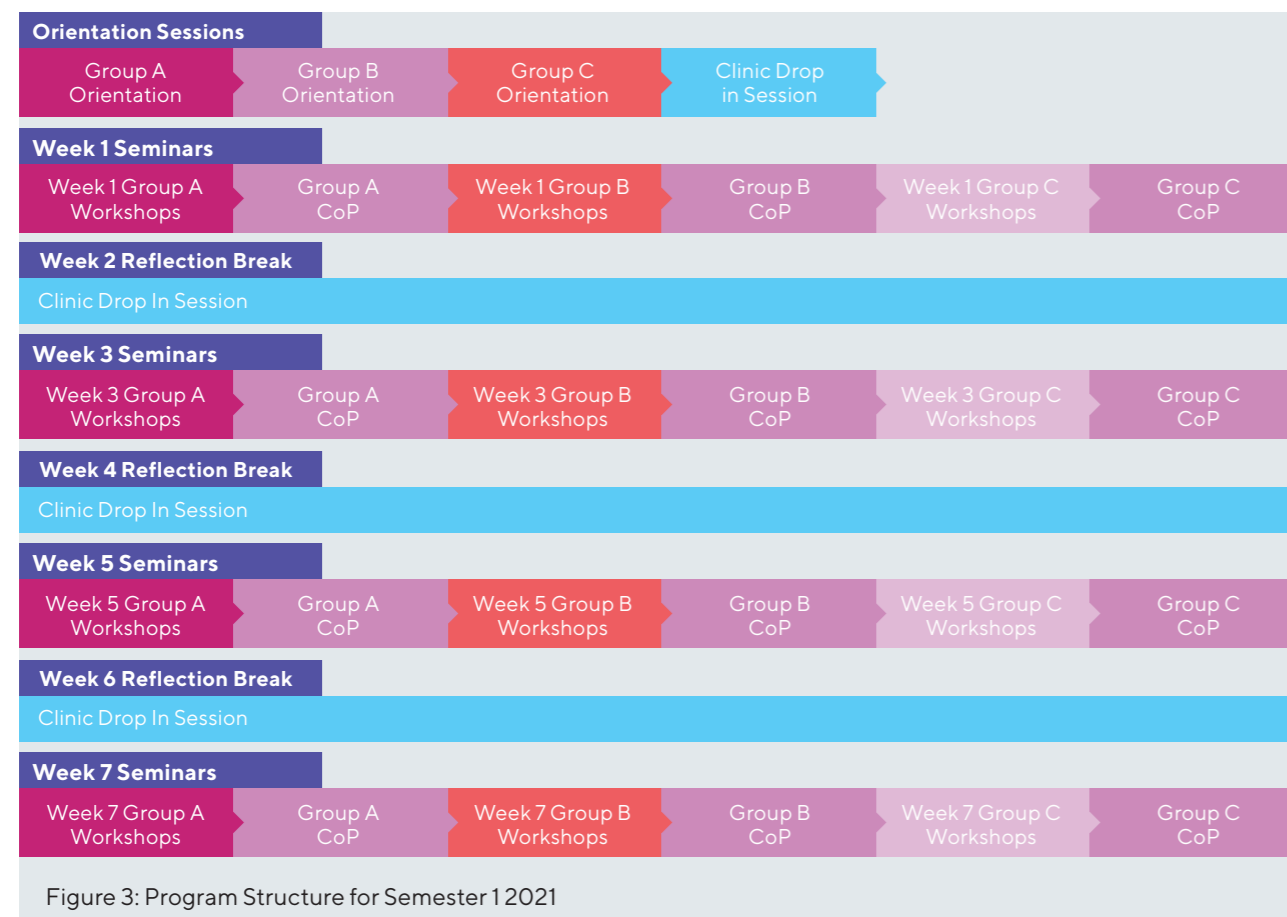 Orientation Sessions
Group A
Orientation
Group B
Orientation
Group C
Orientation
Clinic Drop
in Session
Week 1 Seminars
Week 1 Group A
Workshops
Group A
CoP
Week 1 Group B
Workshops
Group B
CoP
Week 1 Group C
Workshops
Group C
CoP
Week 2 Reflection Break
Clinic Drop In Session
Week 3 Seminars
Week 3 Group A
Workshops
Group A
CoP
Week 3 Group B
Workshops
Group B
CoP
Week 3 Group C
Workshops
Group C
CoP
Week 4 Reflection Break
Clinic Drop In Session
Week 5 Seminars
Week 5 Group A
Workshops
Group A
CoP
Week 5 Group B
Workshops
Group B
CoP
Week 5 Group C
Workshops
Group C
CoP
Week 6 Reflection Break
Clinic Drop In Session
Week 7 Seminars
Week 7 Group A
Workshops
Group A
CoP
Week 7 Group B
Workshops
Group B
CoP
Week 7 Group C
Workshops
Group C
CoP
Figure 3: Program Structure for Semester 1 2021